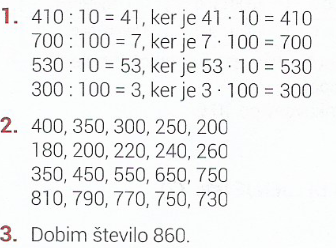 1. 410 : 10 = 41, ker je 41 · 10 = 410
700 : 100 = 7, ker je 7 · 100 = 700
530 : 10 = 53, ker je 53 · 10 = 530
300 : 100 = 3, ker je 3 · 100 = 300
2. 400, 350, 300, 250, 200
180, 200, 220, 240, 260
350, 450, 550, 650, 750
810, 790, 770, 750, 730
3. Dobim število 860.